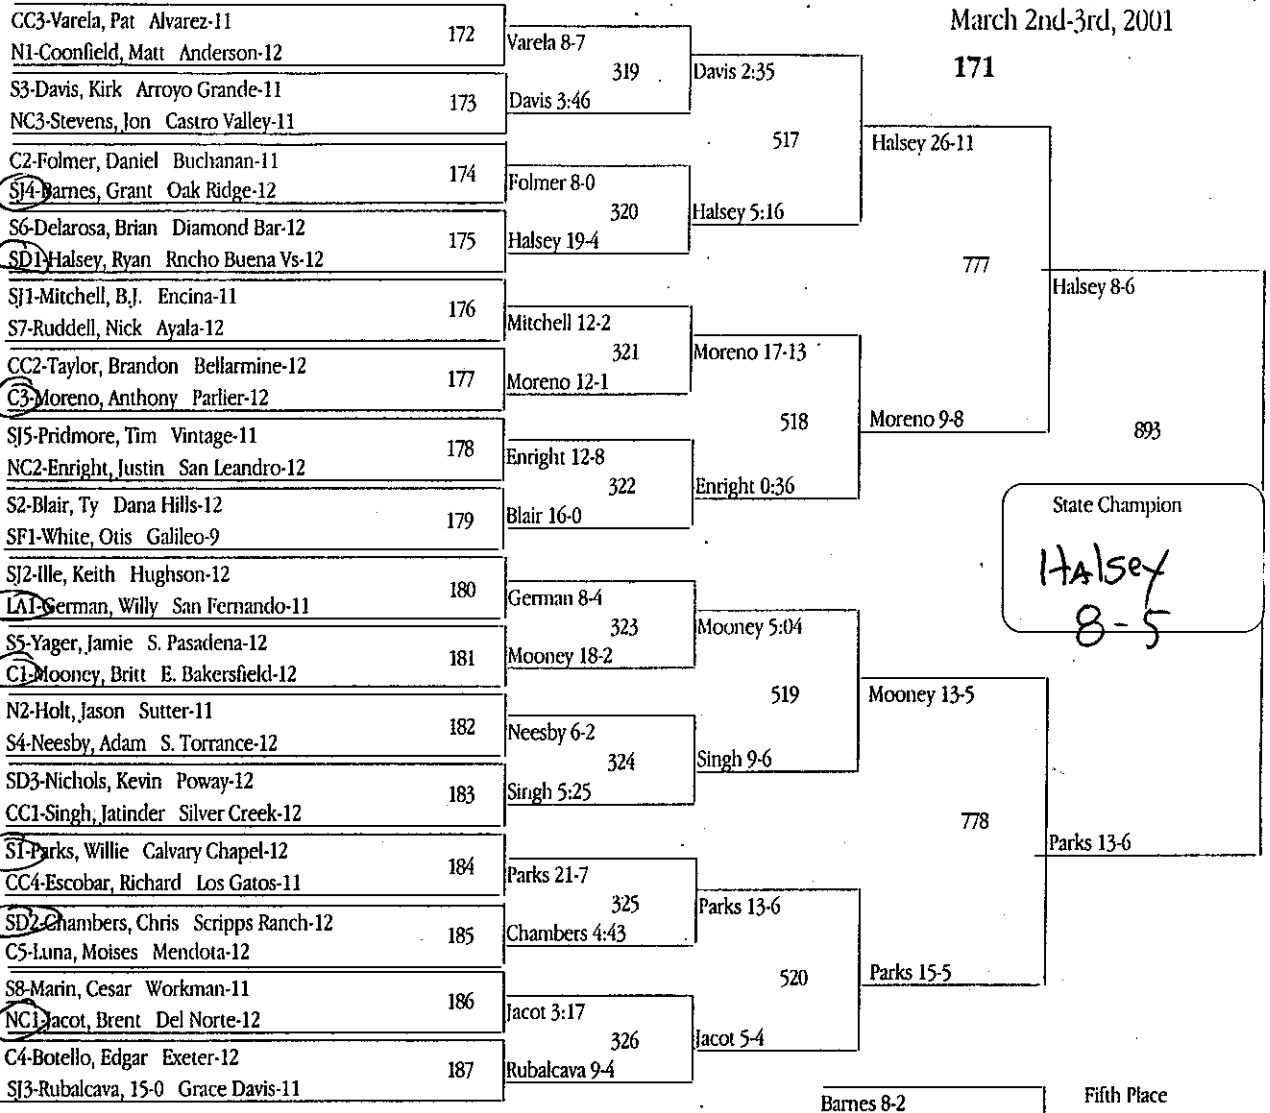 March 2nd-3rd, 2001
171
CC3-Varela, Pat Alvarez-11
N1-Coonfield, Matt Anderson-12
172
S3-Davis, Kirk Arroyo Grande-11
NC3-Stevens, Jon Castro Valley-11
173
C2-Folmer, Daniel Buchanan-11
SJ4-Barnes, Grant Oak Ridge-12
174
S6-Delarosa, Brian Diamond Bar-12
SD1-Halsey, Ryan Rncho Buena Vs-12
175
SJ1-Mitchell, B.J. Encina-11
S7-Ruddell, Nick Ayala-12
176
CC2-Taylor, Brandon Bellarmine-12
C3-Moreno, Anthony Parlier-12
177
SJ5-Pridmore, Tim Vintage-11
NC2-Enright, Justin San Leandro-12
178
S2-Blair, Ty Dana Hills-12
SF1-White, Otis Galileo-9
179
SJ2-Ille, Keith Hughson-12
LA1-German, Willy San Fernando-11
180
S5-Yager, Jamie S. Pasadena-12
C1-Mooney, Britt E. Bakersfield-12
181
N2-Holt, Jason Sutter-11
S4-Neesby, Adam S. Torrance-12
182
SD3-Nichols, Kevin Poway-12
CC1-Singh, Jatinder Silver Creek-12
183
S1-Parks, Willie Calvary Chapel-12
CC4-Escobar, Richard Los Gatos-11
184
SD2-Chambers, Chris Scripps Ranch-12
C5-Luna, Moises Mendota-12
185
S8-Marin, Cesar Workman-11
NC1-Jacot, Brent Del Norte-12
186
C4-Botello, Edgar Exeter-12
SJ3-Rubalcava, 15-0 Grace Davis-11
187
Varela 8-7
319
Davis 3:46
Folmer 8-0
320
Halsey 19-4
Mitchell 12-2
321
Moreno 12-1
Enright 12-8
322
Blair 16-0
German 8-4
323
Mooney 18-2
Neesby 6-2
324
Singh 5:25
Parks 21-7
325
Chambers 4:43
Jacot 3:17
326
Rubalcava 9-4
Davis 2:35
517
Halsey 5:16
Moreno 17-13
518
Enright 0:36
Mooney 5:04
519
Singh 9-6
Parks 13-6
520
Jacot 5-4
Halsey 26-11
777
Moreno 9-8
Mooney 13-5
778
Parks 15-5
Halsey 8-6
893
Parks 13-6
State Champion
HAlsey
8-5
Barnes 8-2
Fifth Place